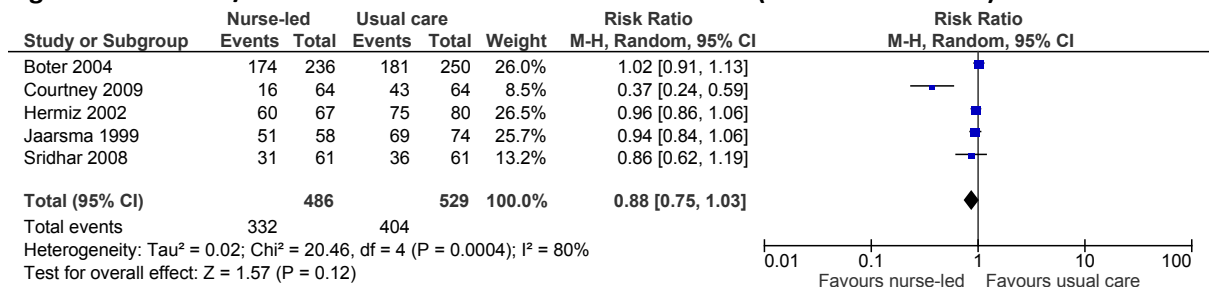 Nurse-led Usual care Risk Ratio Risk Ratio
Study or Subgroup Events Total Events Total Weight M-H, Random, 95% CI M-H, Random, 95% CI
Boter 2004 174 236 181 250 26.0% 1.02 [0.91, 1.13]
Courtney 2009 16 64 43 64 8.5% 0.37 [0.24, 0.59]
Hermiz 2002 60 67 75 80 26.5% 0.96 [0.86, 1.06]
Jaarsma 1999 51 58 69 74 25.7% 0.94 [0.84, 1.06]
Sridhar 2008 31 61 36 61 13.2% 0.86 [0.62, 1.19]
Total (95% CI) 486 529 100.0% 0.88 [0.75, 1.03]
Total events 332 404
Heterogeneity: Tau² = 0.02; Chi² = 20.46, df = 4 (P = 0.0004); I² = 80%
Test for overall effect: Z = 1.57 (P = 0.12)
0.01 0.1 1 10 100
Favours nurse-led Favours usual care